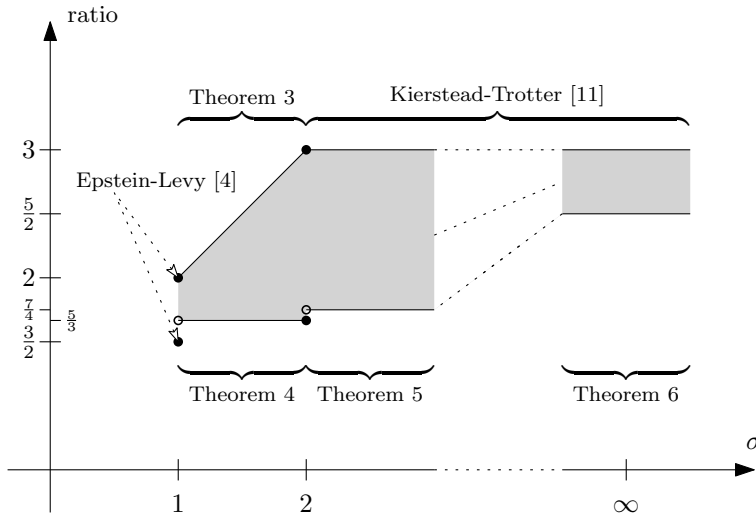 ratio
Theorem 3
Kierstead-Trotter [11]
3
Epstein-Levy [4]
5/2
2
7/4
5/3
3/2
Theorem 4
Theorem 5
Theorem 6
σ
1
2
∞